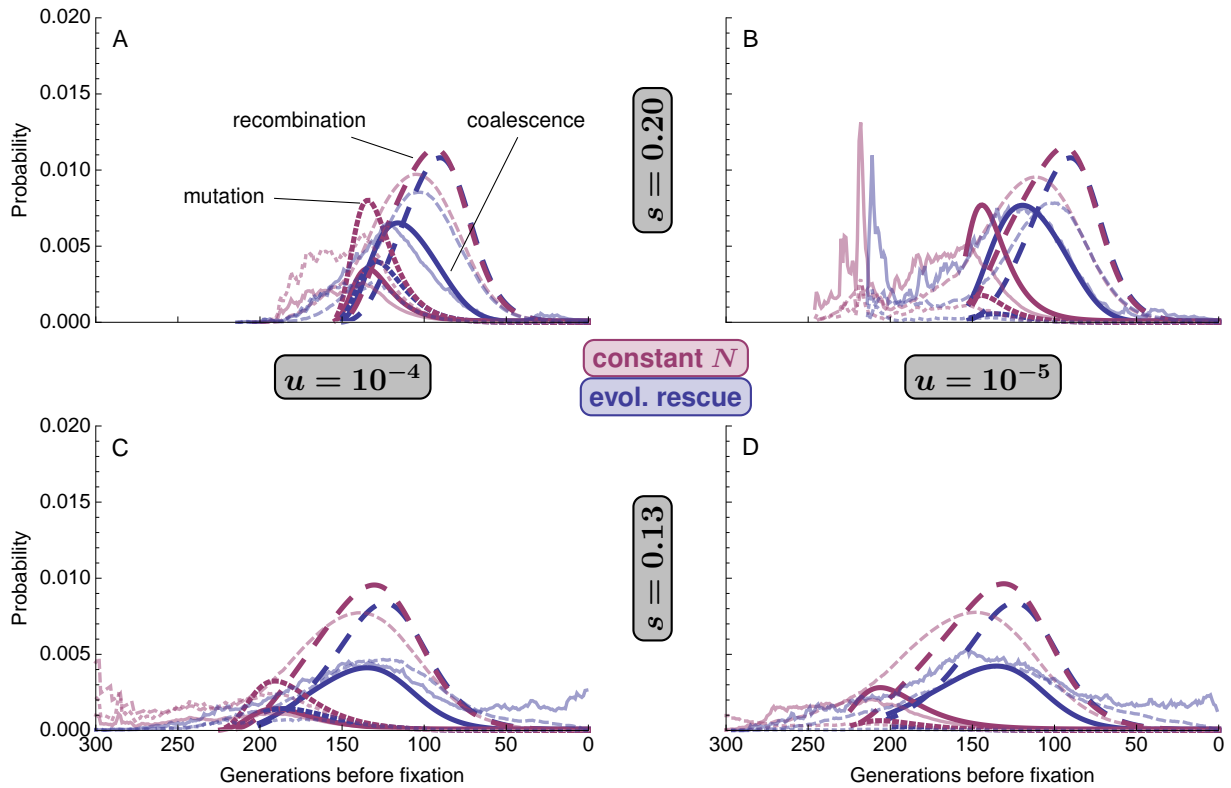 A
B
0.020
0.015
0.010
0.005
0.000
Probability
recombination
coalescence
mutation
s = 0.20
constant N
evol. rescue
u = 10⁻⁴
u = 10⁻⁵
C
D
0.020
0.015
0.010
0.005
0.000
Probability
s = 0.13
300 250 200 150 100 50 0
300 250 200 150 100 50 0
Generations before fixation
Generations before fixation